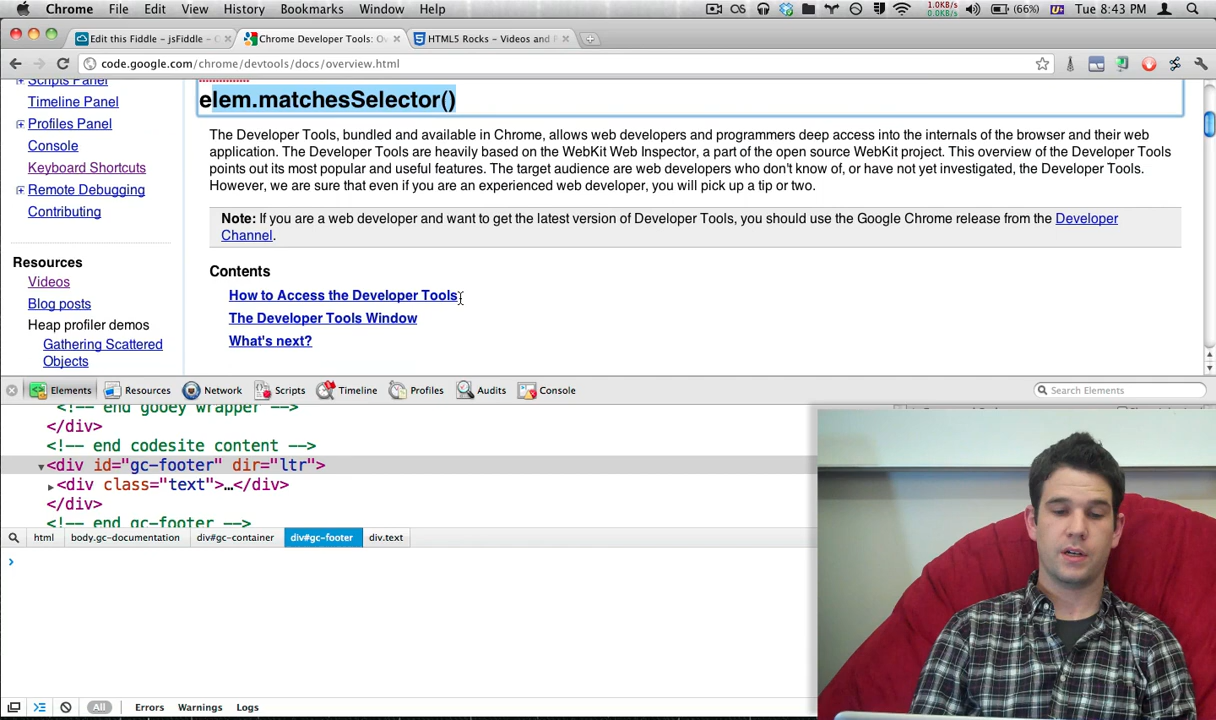 Chrome File Edit View History Bookmarks Window Help
1.0KB/s
0.0KB/s
(66%) Tue 8:43 PM
Edit this Fiddle - jsFiddle - C
Chrome Developer Tools: Ov
HTML5 Rocks - Videos and P
code.google.com/chrome/devtools/docs/overview.html
Scripts Panel
Timeline Panel
Profiles Panel
Console
Keyboard Shortcuts
Remote Debugging
Contributing
Resources
Videos
Blog posts
Heap profiler demos
Gathering Scattered
Objects
elem.matchesSelector()
The Developer Tools, bundled and available in Chrome, allows web developers and programmers deep access into the internals of the browser and their web
application. The Developer Tools are heavily based on the WebKit Web Inspector, a part of the open source WebKit project. This overview of the Developer Tools
points out its most popular and useful features. The target audience are web developers who don't know of, or have not yet investigated, the Developer Tools.
However, we are sure that even if you are an experienced web developer, you will pick up a tip or two.
Note: If you are a web developer and want to get the latest version of Developer Tools, you should use the Google Chrome release from the Developer
Channel.
Contents
How to Access the Developer Tools
The Developer Tools Window
What's next?
Elements Resources Network Scripts Timeline Profiles Audits Console
Search Elements
<!-- end gooey wrapper -->
</div>
<!-- end codesite content -->
<div id="gc-footer" dir="ltr">
<div class="text">…</div>
</div>
<!-- end gc-footer -->
html body.gc-documentation div#gc-container div#gc-footer div.text
All Errors Warnings Logs